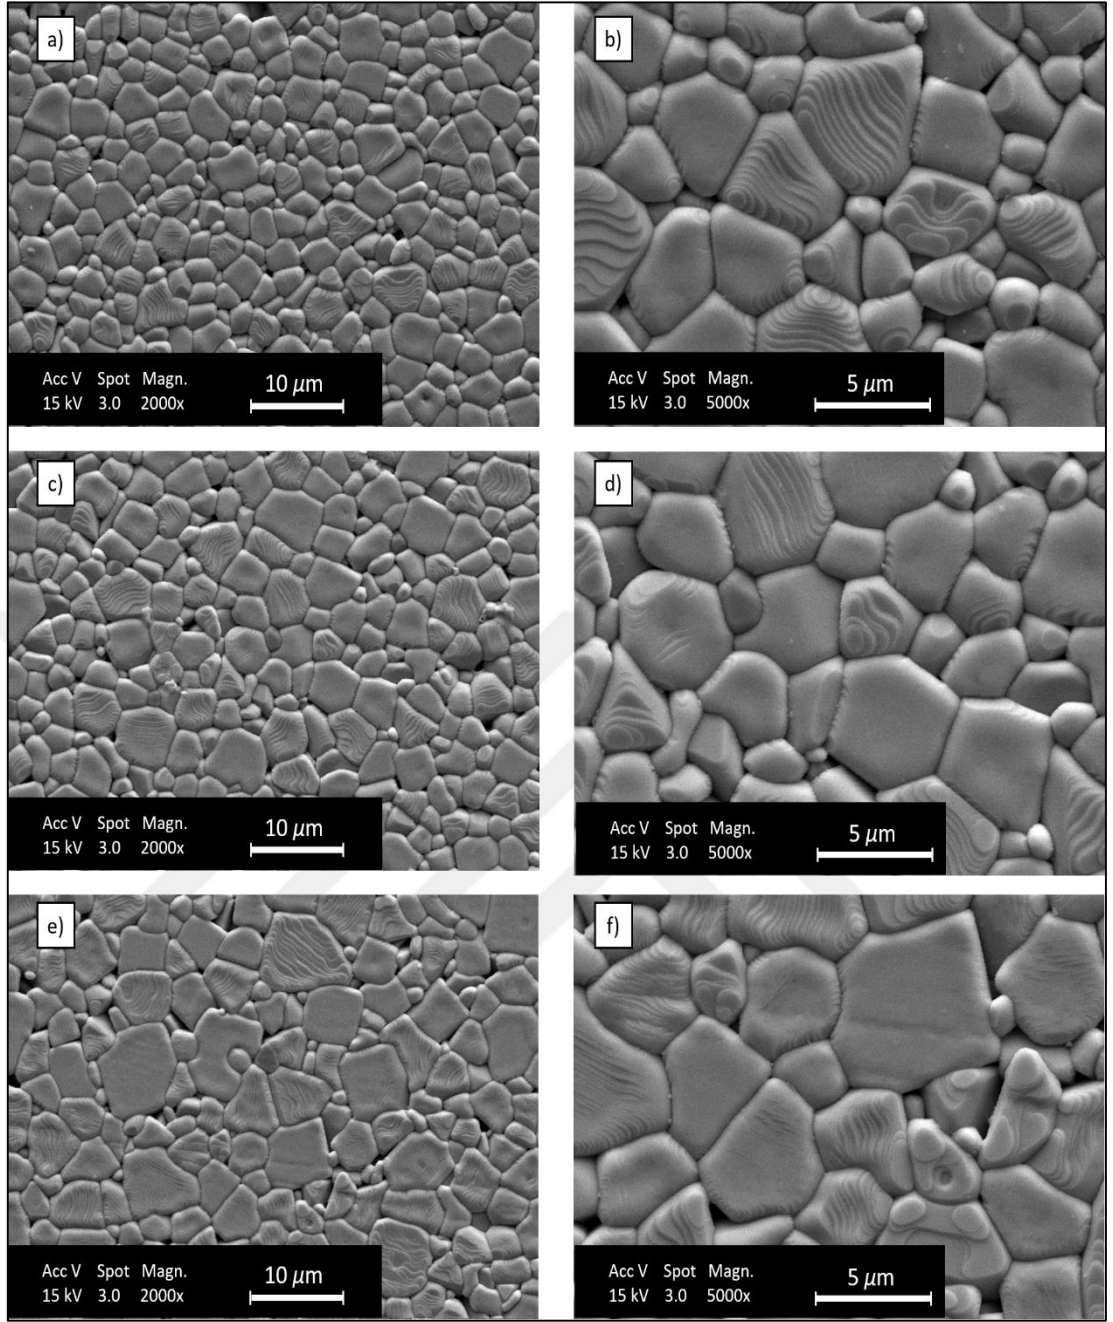 a)
Acc V Spot Magn.
15 kV 3.0 2000x
10 μm
b)
Acc V Spot Magn.
15 kV 3.0 5000x
5 μm
c)
Acc V Spot Magn.
15 kV 3.0 2000x
10 μm
d)
Acc V Spot Magn.
15 kV 3.0 5000x
5 μm
e)
Acc V Spot Magn.
15 kV 3.0 2000x
10 μm
f)
Acc V Spot Magn.
15 kV 3.0 5000x
5 μm